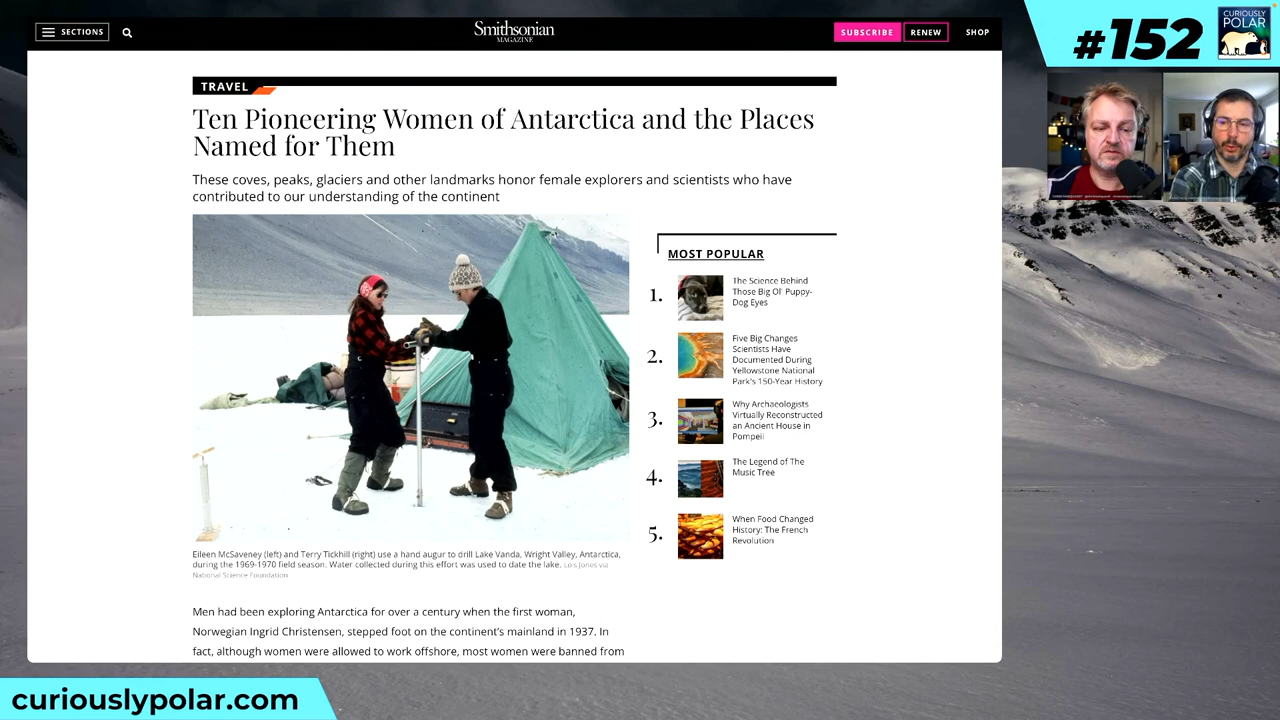 SECTIONS
Smithsonian
MAGAZINE
SUBSCRIBE
RENEW
SHOP
#152
CURIOUSLY
POLAR
TRAVEL
Ten Pioneering Women of Antarctica and the Places
Named for Them
These coves, peaks, glaciers and other landmarks honor female explorers and scientists who have
contributed to our understanding of the continent
MOST POPULAR
1.
The Science Behind
Those Big Ol' Puppy-
Dog Eyes
2.
Five Big Changes
Scientists Have
Documented During
Yellowstone National
Park's 150-Year History
3.
Why Archaeologists
Virtually Reconstructed
an Ancient House in
Pompeii
4.
The Legend of The
Music Tree
5.
When Food Changed
History: The French
Revolution
Eileen McSaveney (left) and Terry Tickhill (right) use a hand augur to drill Lake Vanda, Wright Valley, Antarctica,
during the 1969-1970 field season. Water collected during this effort was used to date the lake. Lois Jones via
National Science Foundation
Men had been exploring Antarctica for over a century when the first woman,
Norwegian Ingrid Christensen, stepped foot on the continent's mainland in 1937. In
fact, although women were allowed to work offshore, most women were banned from
curiouslypolar.com